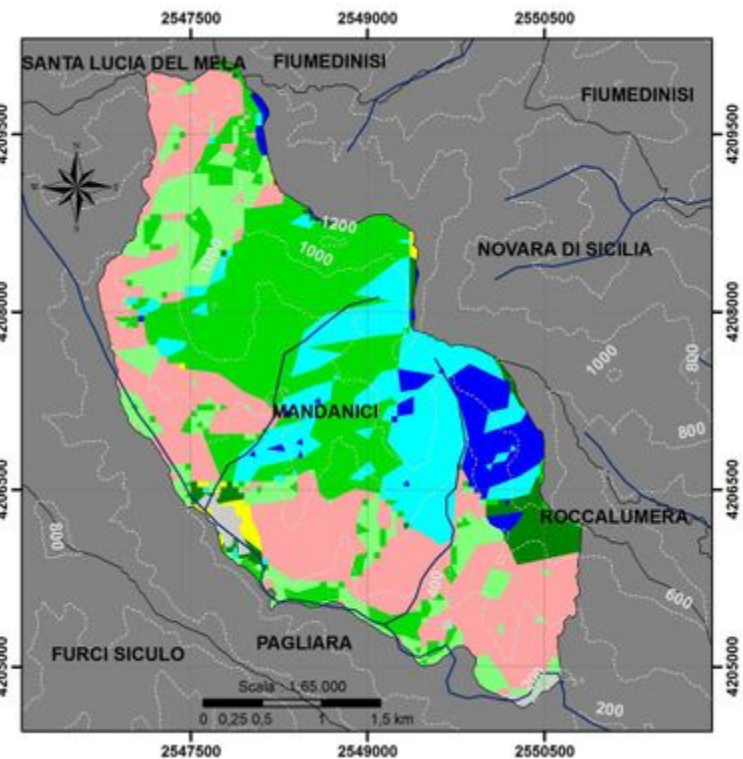 2547500 2549000 2550500
SANTA LUCIA DEL MELA FIUMEDINISI
FIUMEDINISI
4209500 4209500
N
1200
1000
1000
NOVARA DI SICILIA
4208000 4208000
1000
800
MANDANICI
800
4206500 4206500
ROCCALUMERA
800
400
600
PAGLIARA
FURCI SICULO
4205000 4205000
Scala 1:65.000
200
0 0,25 0,5 1 1,5 km
2547500 2549000 2550500